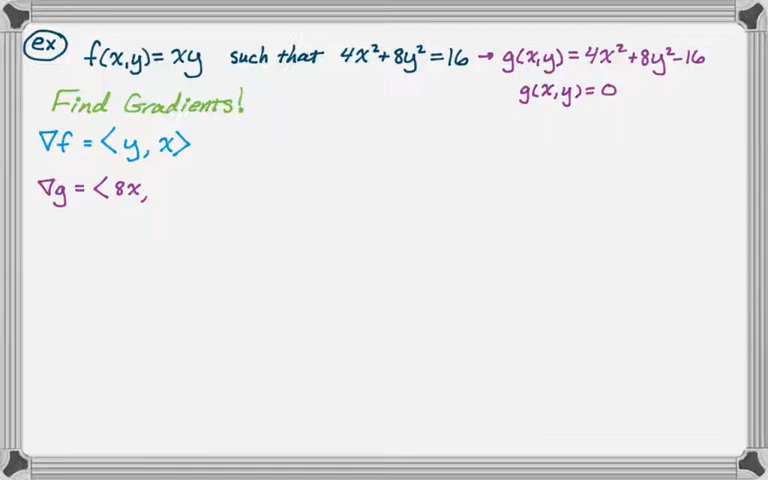 ex f(x,y) = xy such that 4x²+8y² = 16 → g(x,y) = 4x²+8y²-16
g(x,y) = 0
Find Gradients!
∇f = <y, x>
∇g = <8x,